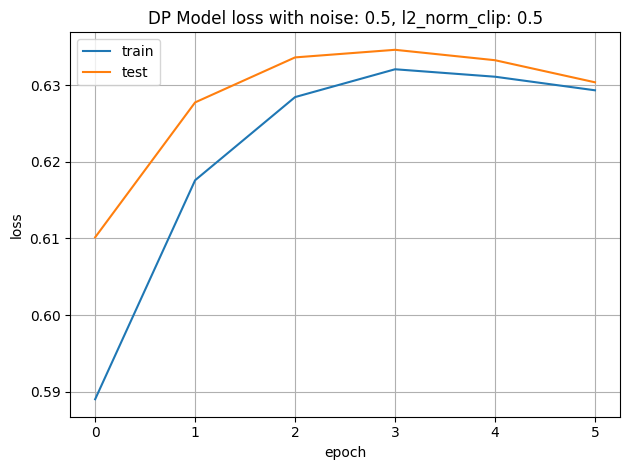 DP Model loss with noise: 0.5, l2_norm_clip: 0.5
train
test
loss
0.63
0.62
0.61
0.60
0.59
0 1 2 3 4 5
epoch